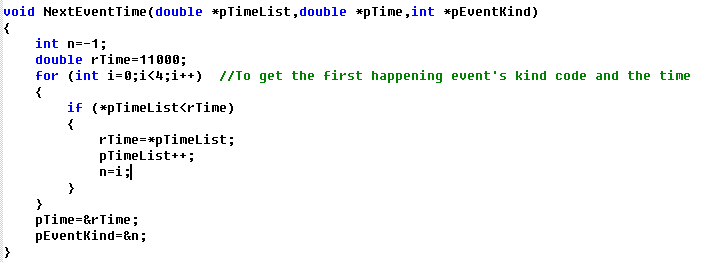 void NextEventTime(double *pTimeList,double *pTime,int *pEventKind)
{
    int n=-1;
    double rTime=11000;
    for (int i=0;i<4;i++)  //To get the first happening event's kind code and the time
    {
        if (*pTimeList<rTime)
        {
            rTime=*pTimeList;
            pTimeList++;
            n=i;
        }
    }
    pTime=&rTime;
    pEventKind=&n;
}